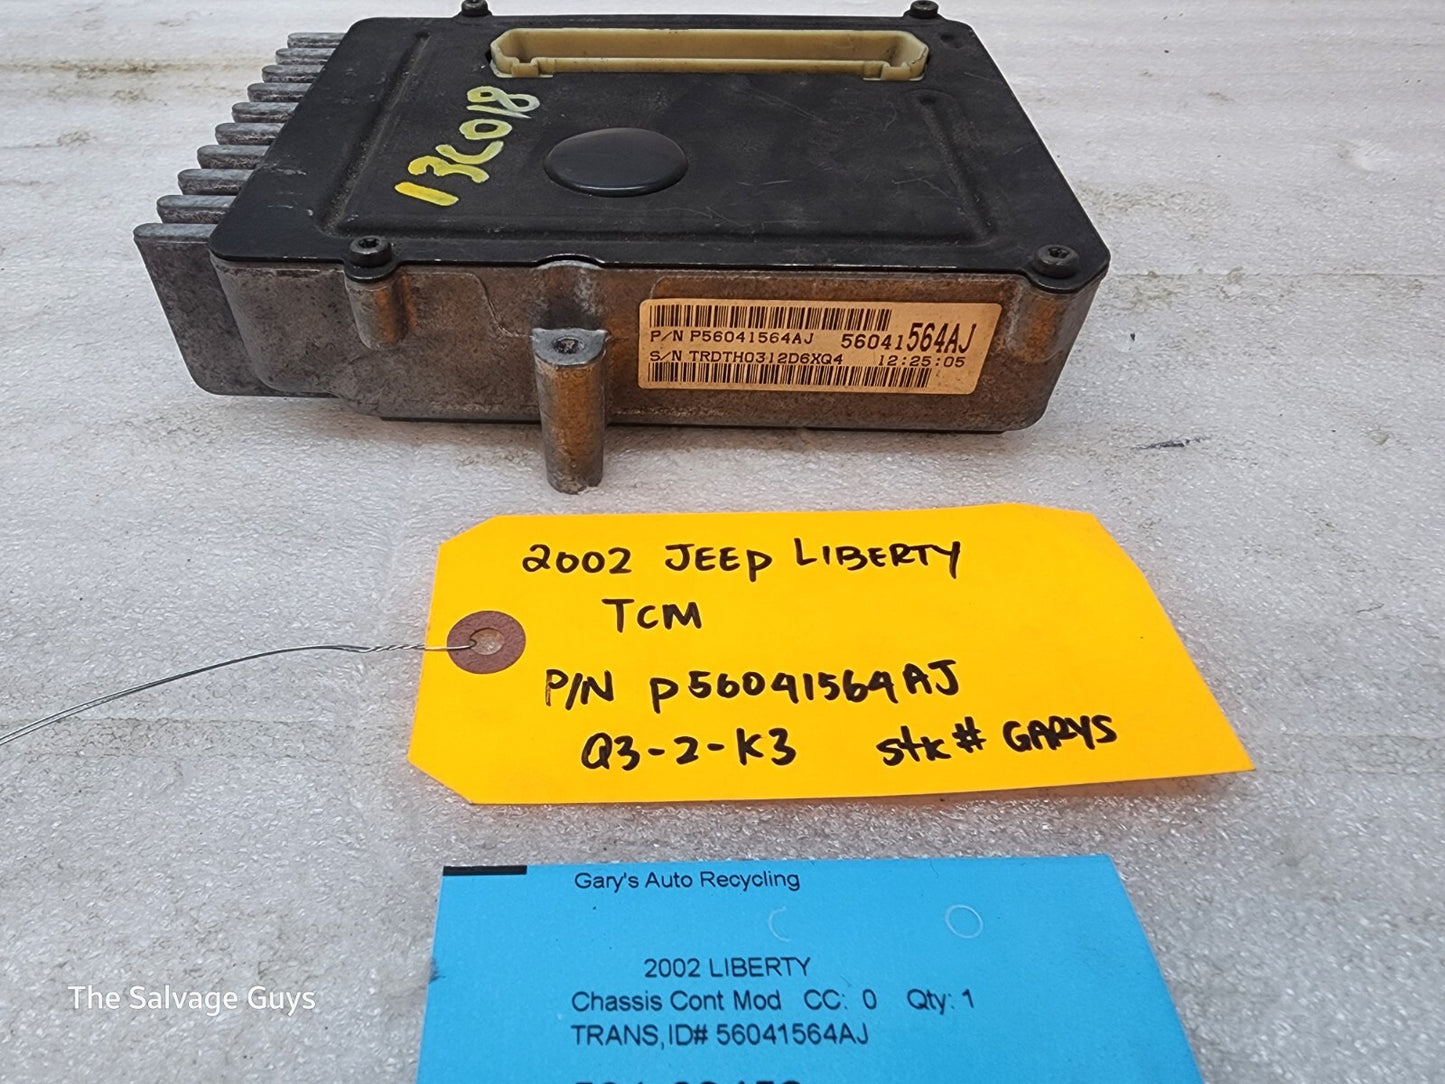 13C018
P/N P56041564AJ 56041564AJ
S/N TRDTH0312D6XQ4 12:25:05
2002 JEEP LIBERTY
TCM
P/N P56041564AJ
Q3-2-K3 stk# GARYS
Gary's Auto Recycling
2002 LIBERTY
Chassis Cont Mod CC: 0 Qty: 1
TRANS,ID# 56041564AJ
The Salvage Guys